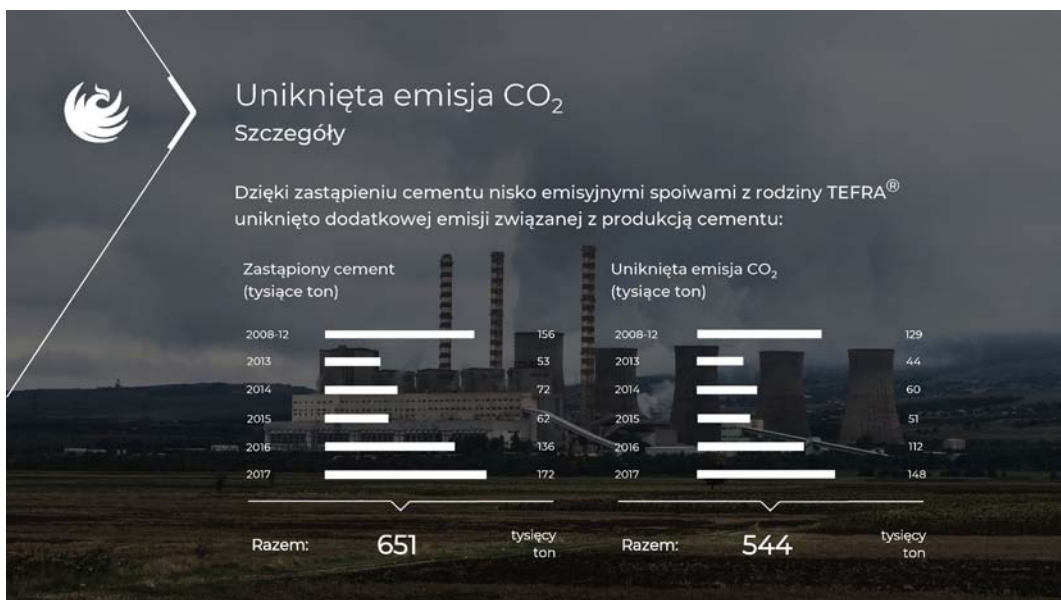 Uniknięta emisja CO₂
Szczegóły
Dzięki zastąpieniu cementu nisko emisyjnymi spoiwami z rodziny TEFRA®
uniknięto dodatkowej emisji związanej z produkcją cementu:
Zastąpiony cement
(tysiące ton)
2008-12 156
2013 53
2014 72
2015 62
2016 136
2017 172
Razem: 651 tysięcy
ton
Uniknięta emisja CO₂
(tysiące ton)
2008-12 129
2013 44
2014 60
2015 51
2016 112
2017 148
Razem: 544 tysięcy
ton